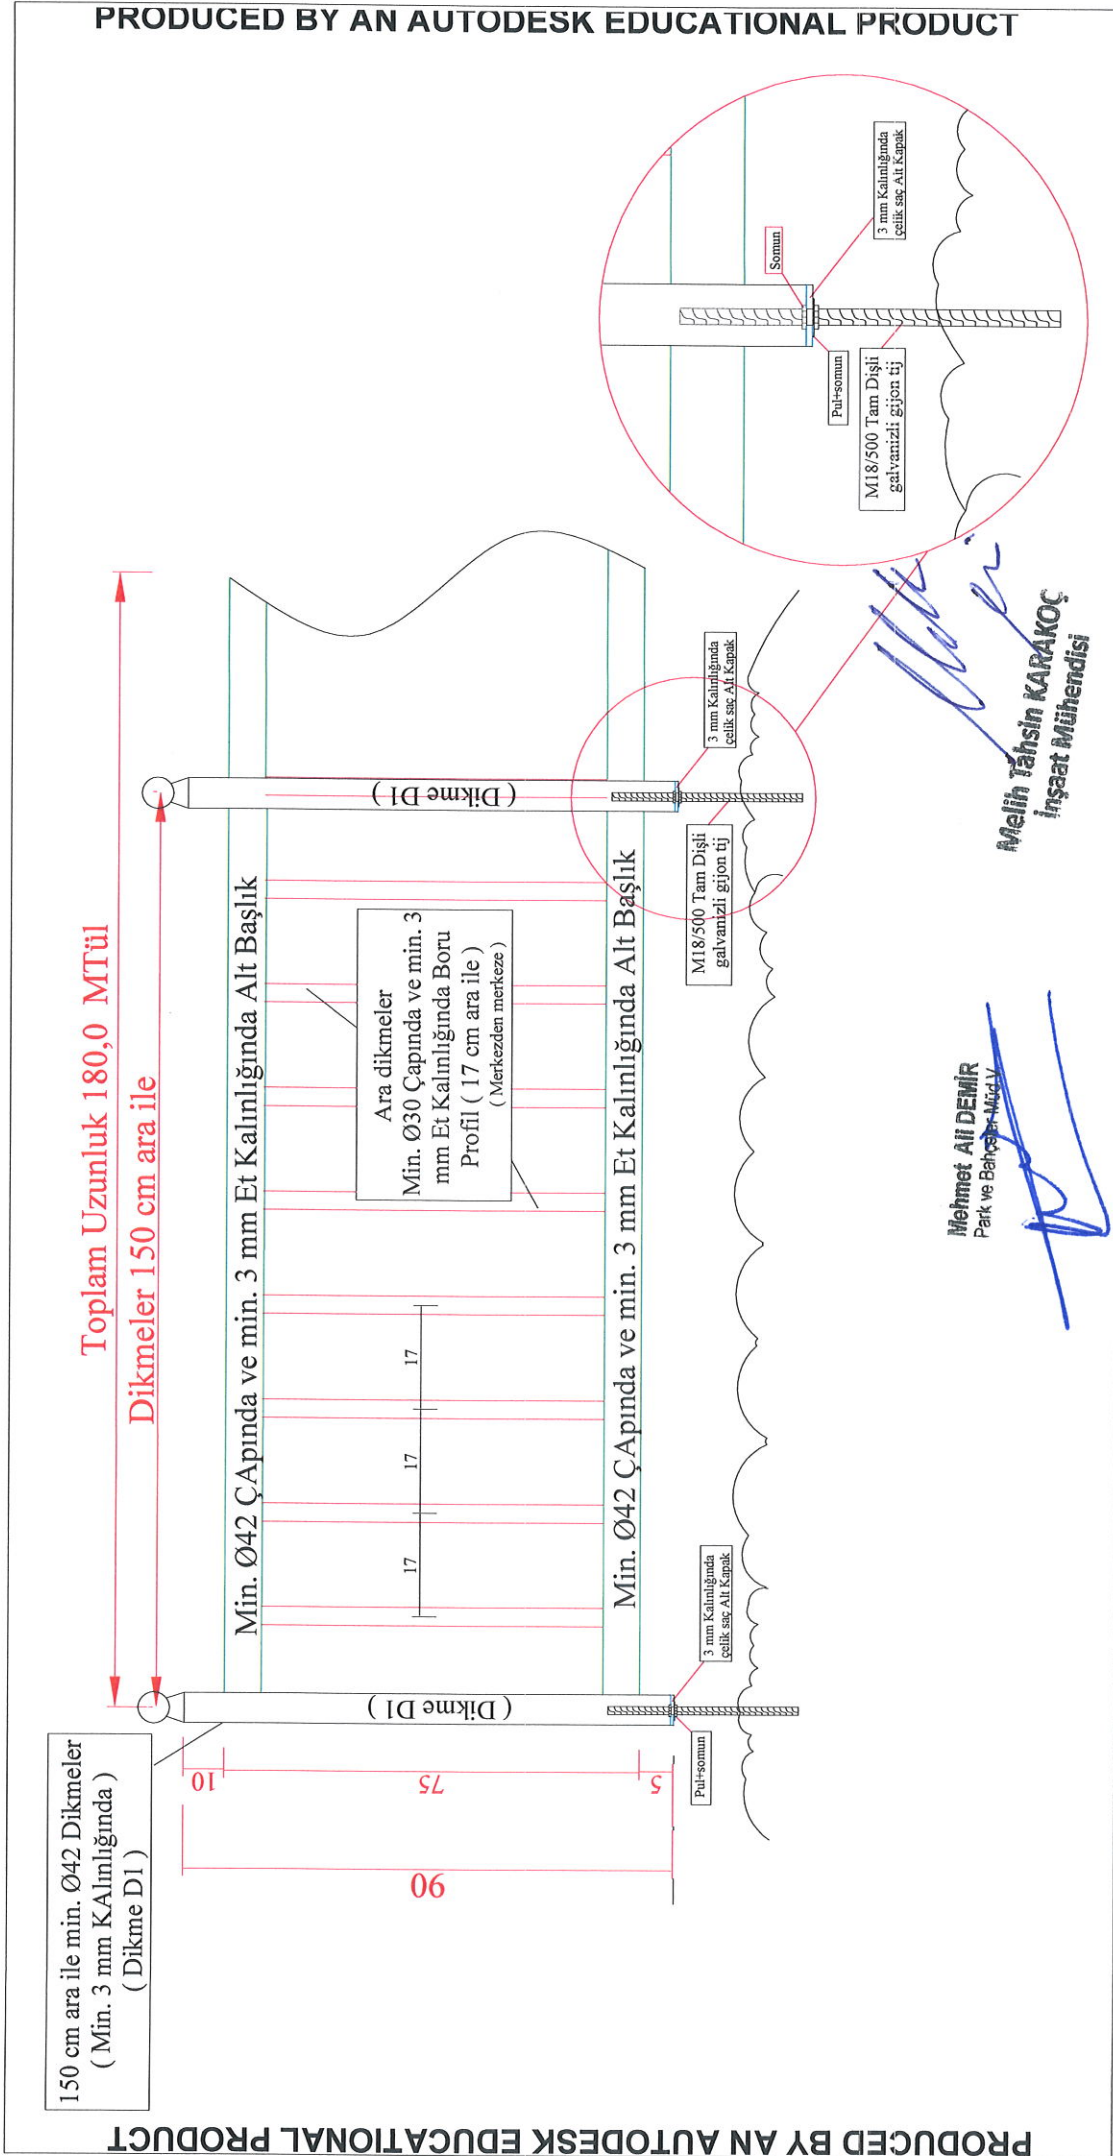 PRODUCED BY AN AUTODESK EDUCATIONAL PRODUCT
150 cm ara ile min. Ø42 Dikmeler
( Min. 3 mm KAlınlığında )
( Dikme D1 )
Toplam Uzunluk 180,0 MTül
Dikmeler 150 cm ara ile
Min. Ø42 ÇApında ve min. 3 mm Et Kalınlığında Alt Başlık
Ara dikmeler
Min. Ø30 Çapında ve min. 3
mm Et Kalınlığında Boru
Profil ( 17 cm ara ile )
( Merkezden merkeze )
17
17
17
( Dikme D1 )
( Dikme D1 )
10
75
5
90
Min. Ø42 ÇApında ve min. 3 mm Et Kalınlığında Alt Başlık
Pul+somun
3 mm Kalınlığında
çelik saç Alt Kapak
M18/500 Tam Dişli
galvanizli gijon tij
3 mm Kalınlığında
çelik saç Alt Kapak
Somun
Pul+somun
3 mm Kalınlığında
çelik saç Alt Kapak
M18/500 Tam Dişli
galvanizli gijon tij
Mehmet Ali DEMİR
Park ve Bahçeler Müd.V.
Melih Tahsin KARAKOÇ
İnşaat Mühendisi
PRODUCED BY AN AUTODESK EDUCATIONAL PRODUCT